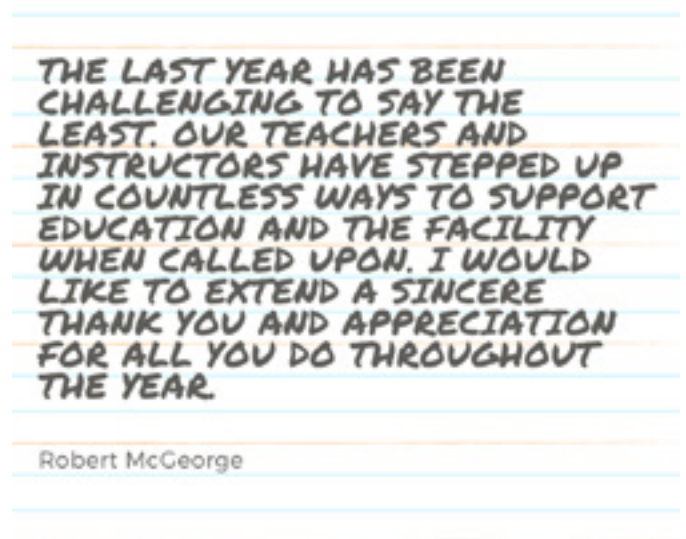 THE LAST YEAR HAS BEEN
CHALLENGING TO SAY THE
LEAST. OUR TEACHERS AND
INSTRUCTORS HAVE STEPPED UP
IN COUNTLESS WAYS TO SUPPORT
EDUCATION AND THE FACILITY
WHEN CALLED UPON. I WOULD
LIKE TO EXTEND A SINCERE
THANK YOU AND APPRECIATION
FOR ALL YOU DO THROUGHOUT
THE YEAR.
Robert McGeorge